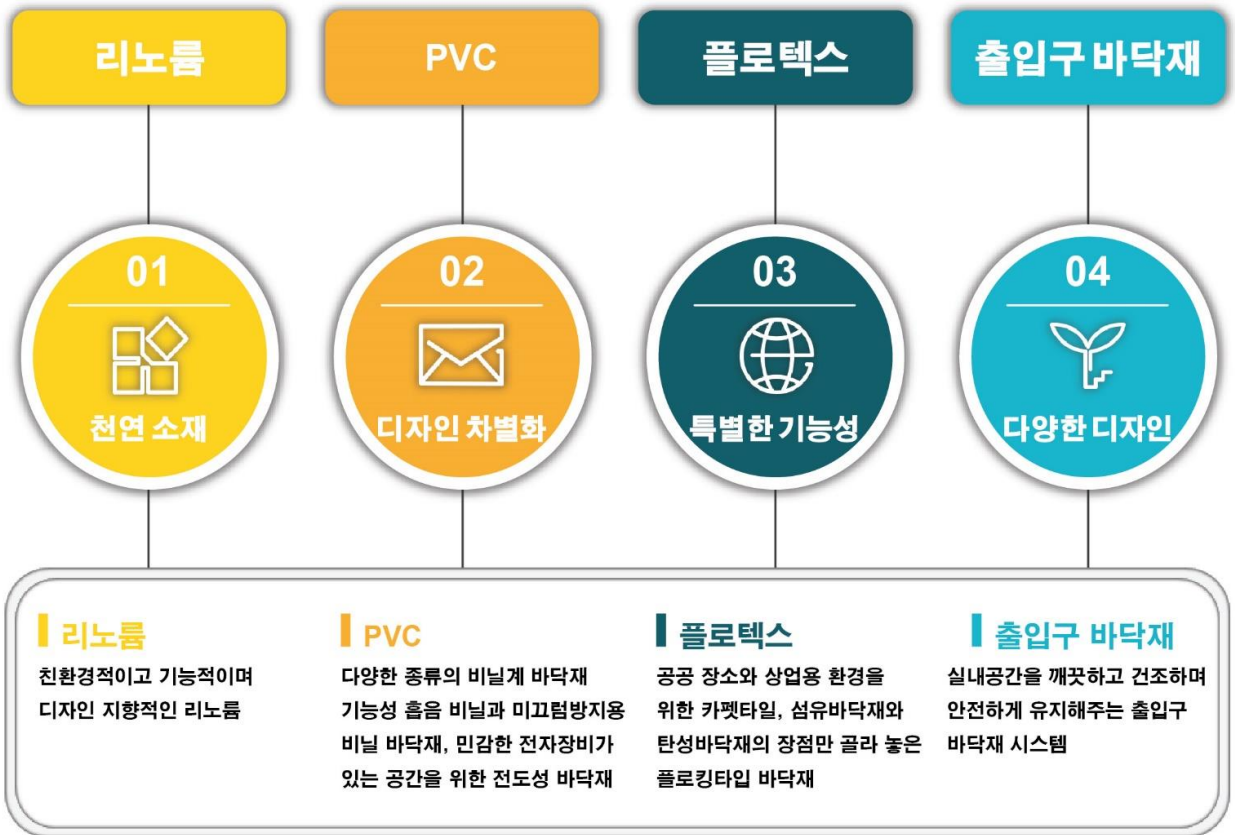 리노륨
PVC
플로텍스
출입구 바닥재
01
천연 소재
02
디자인 차별화
03
특별한 기능성
04
다양한 디자인
리노륨
친환경적이고 기능적이며
디자인 지향적인 리노륨
PVC
다양한 종류의 비닐계 바닥재
기능성 흡음 비닐과 미끄럼방지용
비닐 바닥재, 민감한 전자장비가
있는 공간을 위한 전도성 바닥재
플로텍스
공공 장소와 상업용 환경을
위한 카펫타일, 섬유바닥재와
탄성바닥재의 장점만 골라 놓은
플로킹타입 바닥재
출입구 바닥재
실내공간을 깨끗하고 건조하며
안전하게 유지해주는 출입구
바닥재 시스템